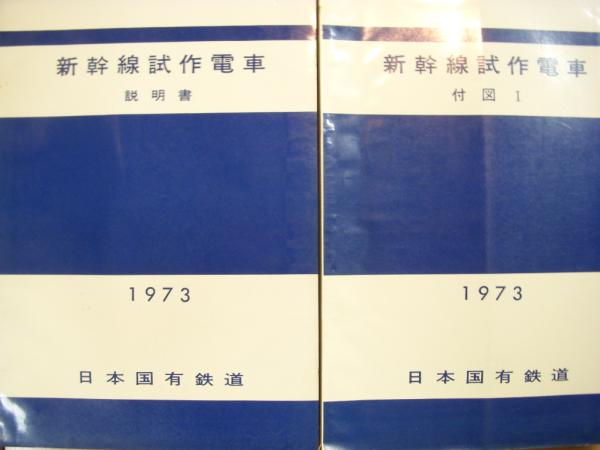 新幹線試作電車
説明書
1973
日本国有鉄道
新幹線試作電車
付図 I
1973
日本国有鉄道